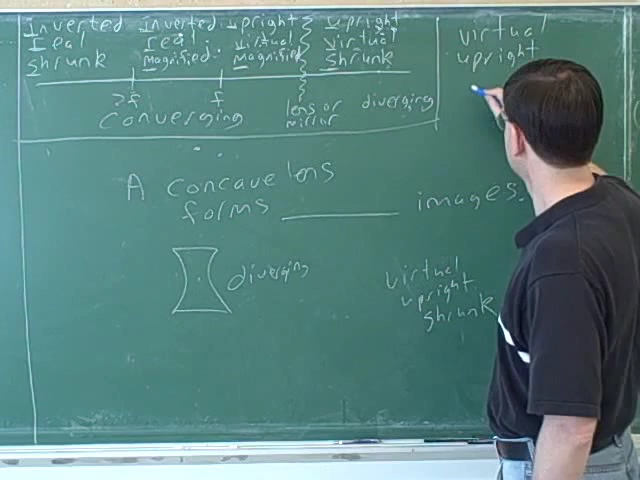 Inverted Inverted Upright Upright
Real real virtual Virtual
Shrunk magnified. magnified Shrunk
>f f
converging lens or mirror diverging
virtual
upright
A concave lens
forms ______ images.
diverging
virtual
upright
shrunk